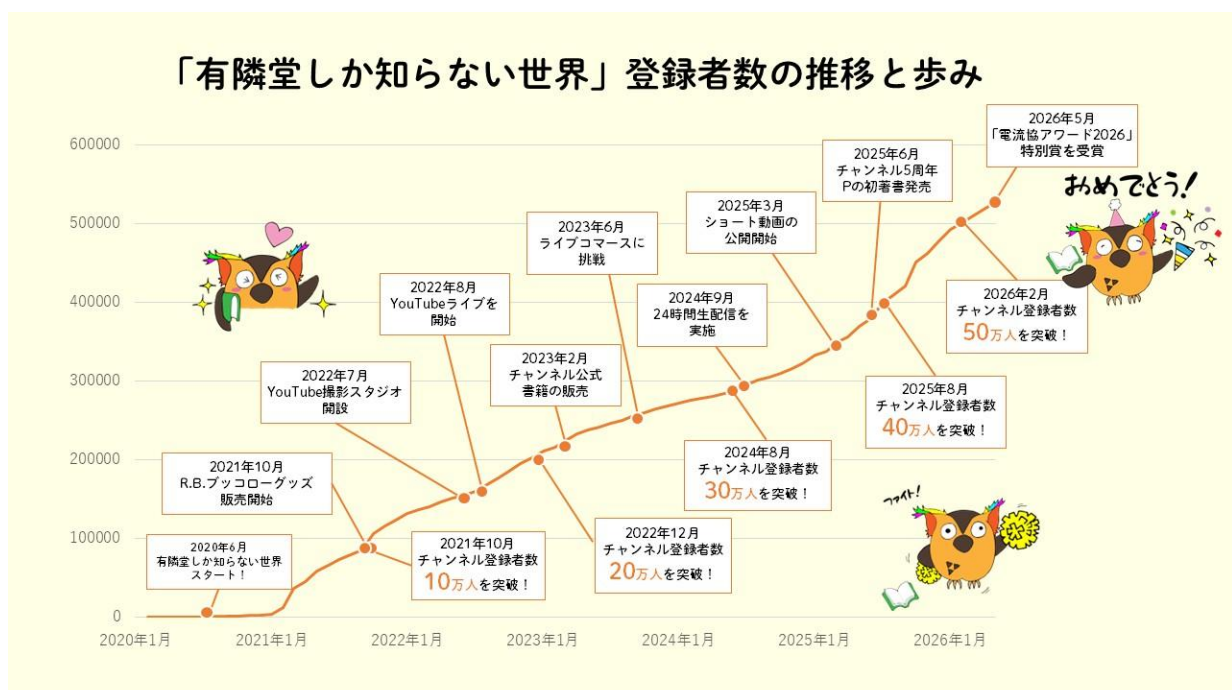 「有隣堂しか知らない世界」登録者数の推移と歩み
600000
500000
400000
300000
200000
100000
0
2020年1月
2021年1月
2022年1月
2023年1月
2024年1月
2025年1月
2026年1月
2020年6月
有隣堂しか知らない世界
スタート！
2021年10月
R.B.ブッコローグッズ
販売開始
2021年10月
チャンネル登録者数
10万人を突破！
2022年7月
YouTube撮影スタジオ
開設
2022年8月
YouTubeライブを
開始
2022年12月
チャンネル登録者数
20万人を突破！
2023年2月
チャンネル公式
書籍の販売
2023年6月
ライブコマースに
挑戦
2024年8月
チャンネル登録者数
30万人を突破！
2024年9月
24時間生配信を
実施
2025年3月
ショート動画の
公開開始
2025年6月
チャンネル5周年
Pの初著書発売
2025年8月
チャンネル登録者数
40万人を突破！
2026年2月
チャンネル登録者数
50万人を突破！
2026年5月
「電流協アワード2026」
特別賞を受賞
おめでとう！
ファイト！